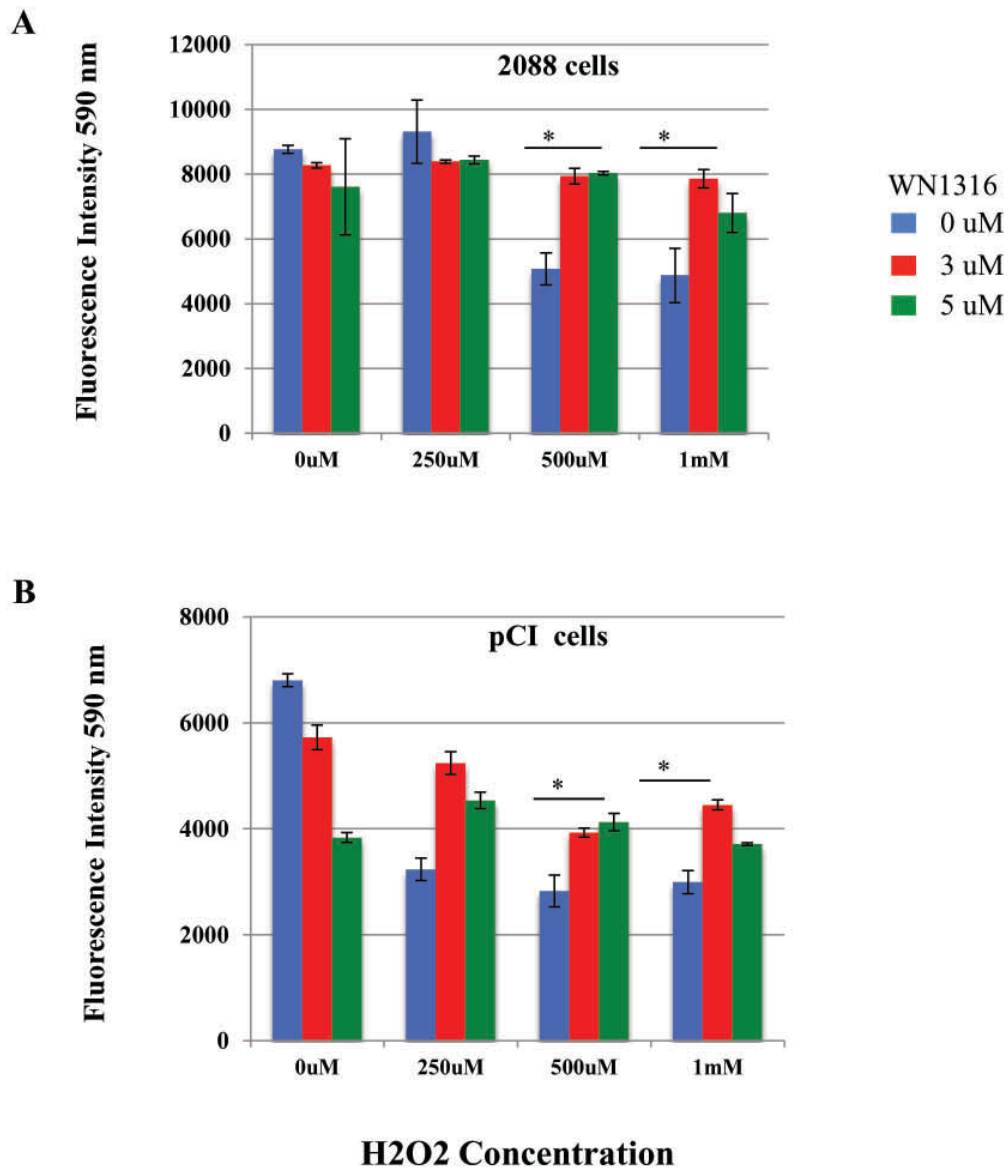 A
Fluorescence Intensity 590 nm
12000
10000
8000
6000
4000
2000
0
2088 cells
*
*
0uM 250uM 500uM 1mM
WN1316
0 uM
3 uM
5 uM
B
Fluorescence Intensity 590 nm
8000
6000
4000
2000
0
pCI cells
*
*
0uM 250uM 500uM 1mM
H2O2 Concentration